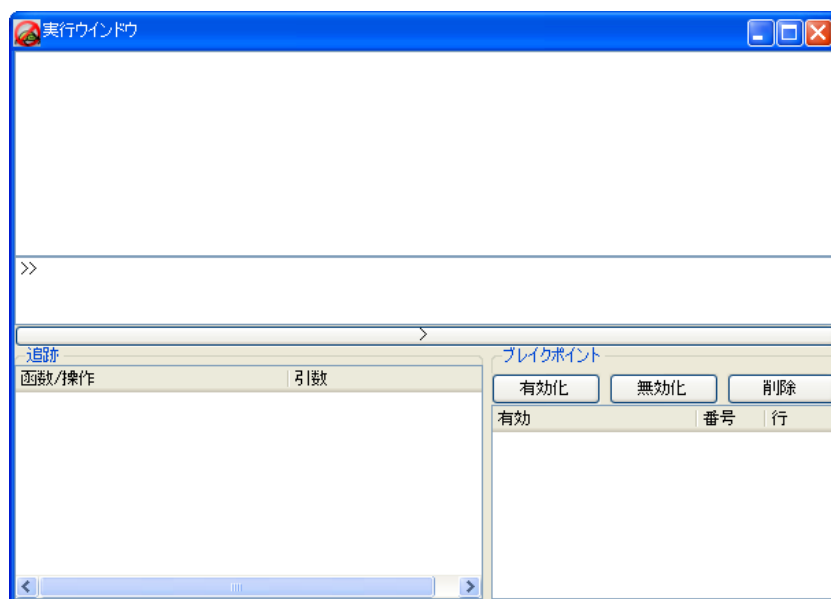 実行ウインドウ
>>
>
追跡
函数/操作 引数
ブレイクポイント
有効化 無効化 削除
有効 番号 行